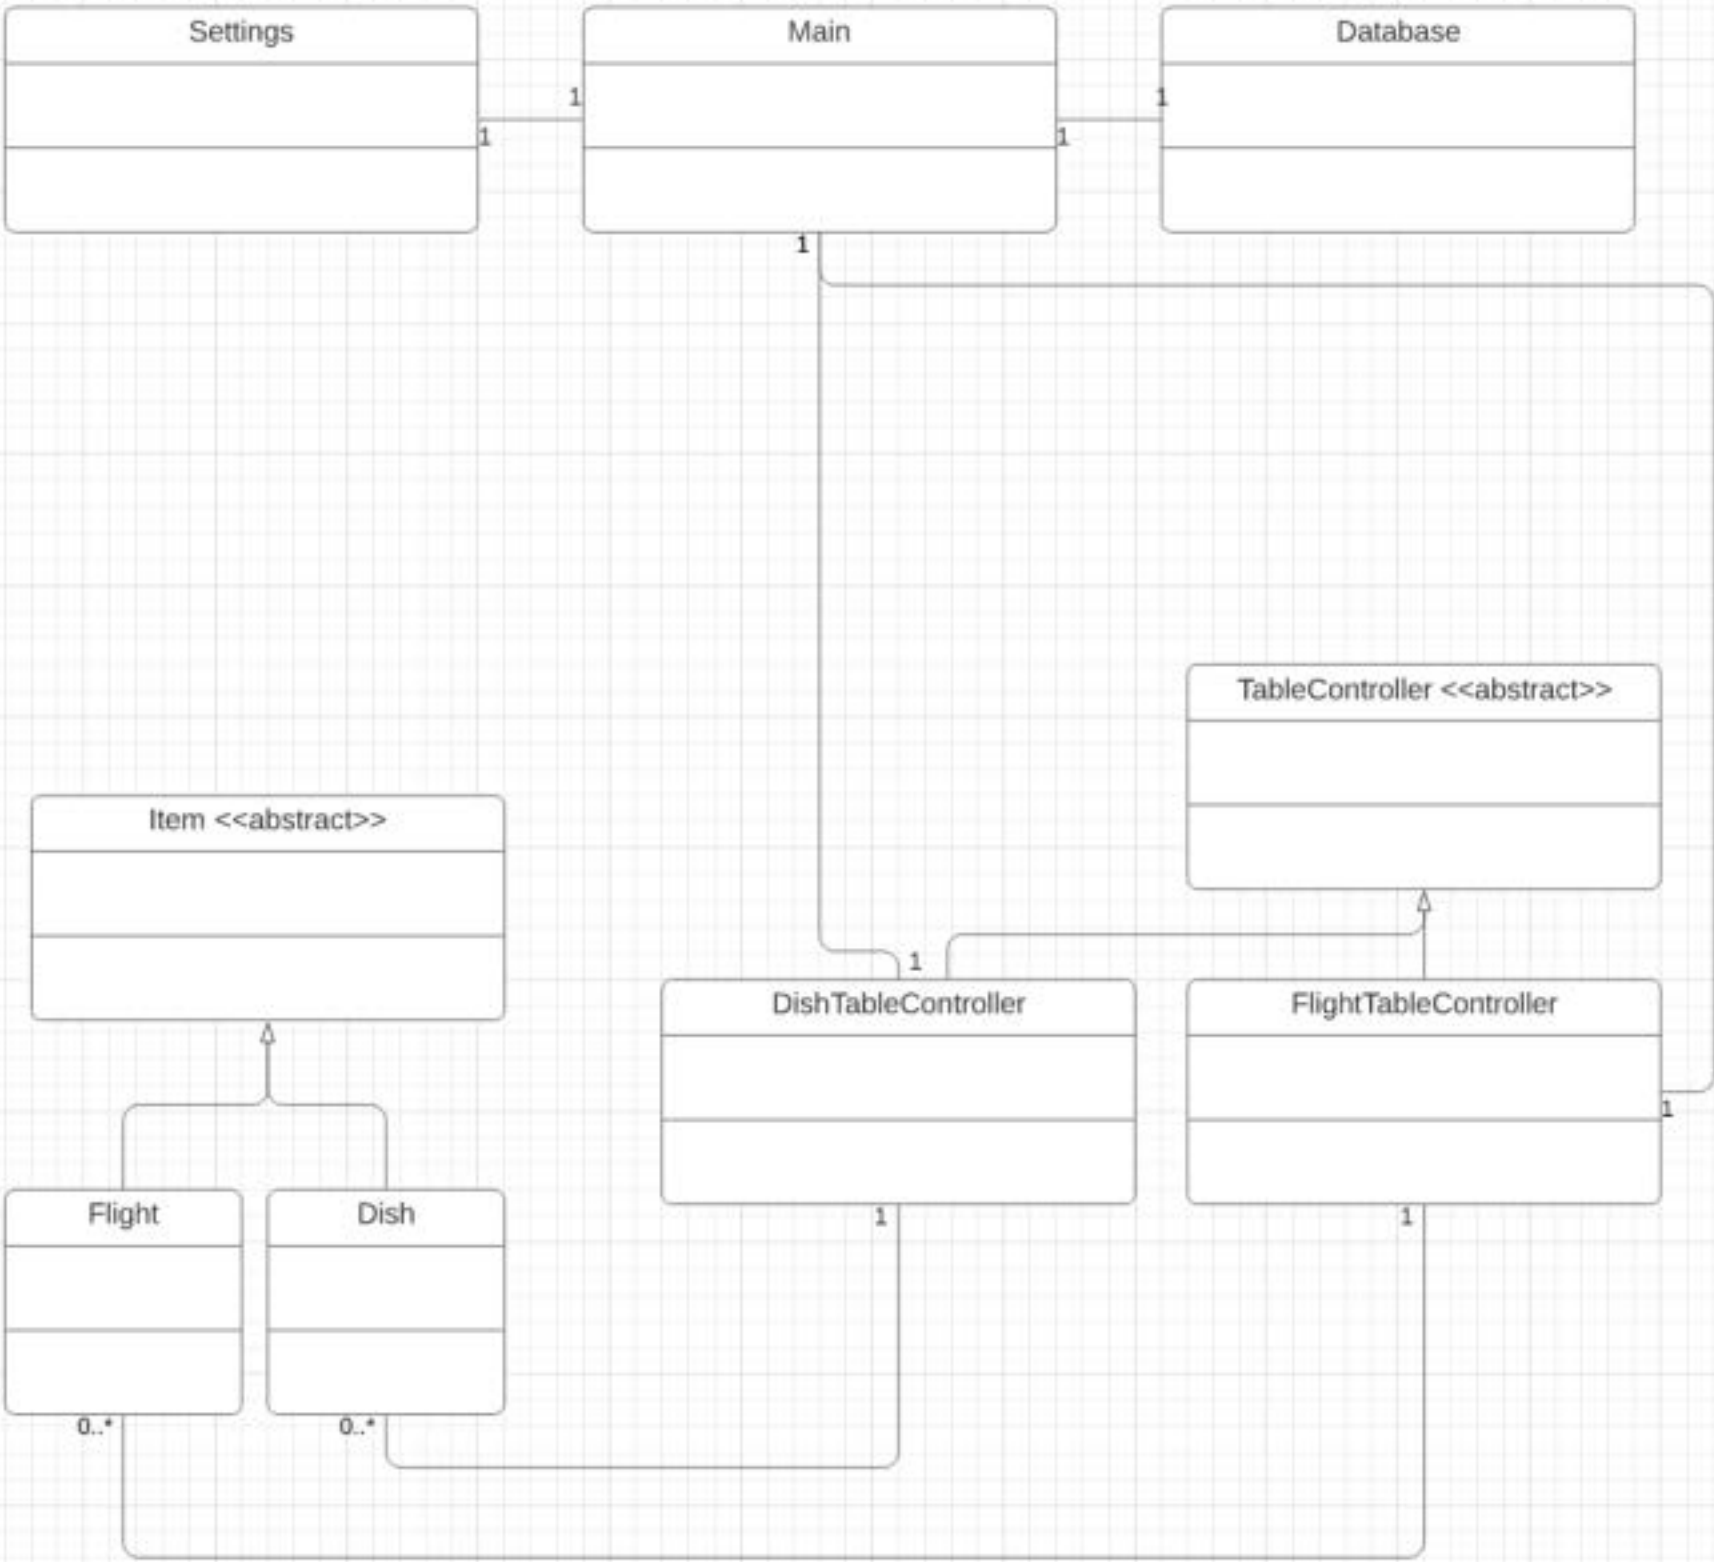 Settings
Main
Database
1
1
1
1
1
TableController <<abstract>>
Item <<abstract>>
1
DishTableController
FlightTableController
1
Flight
Dish
1
1
0..*
0..*